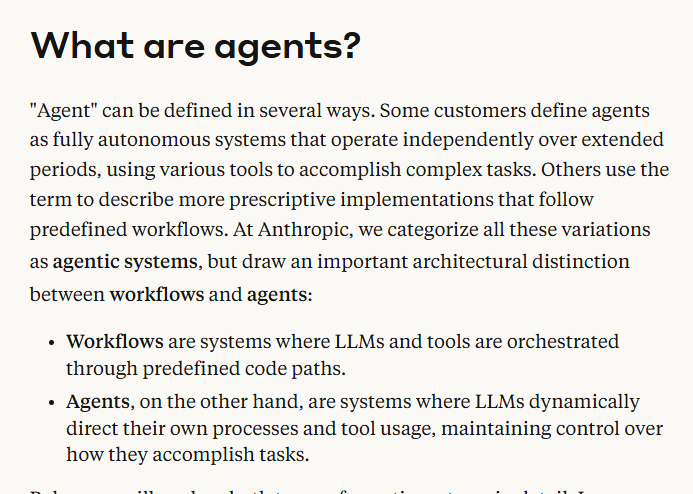 What are agents?
"Agent" can be defined in several ways. Some customers define agents
as fully autonomous systems that operate independently over extended
periods, using various tools to accomplish complex tasks. Others use the
term to describe more prescriptive implementations that follow
predefined workflows. At Anthropic, we categorize all these variations
as agentic systems, but draw an important architectural distinction
between workflows and agents:
• Workflows are systems where LLMs and tools are orchestrated
through predefined code paths.
• Agents, on the other hand, are systems where LLMs dynamically
direct their own processes and tool usage, maintaining control over
how they accomplish tasks.